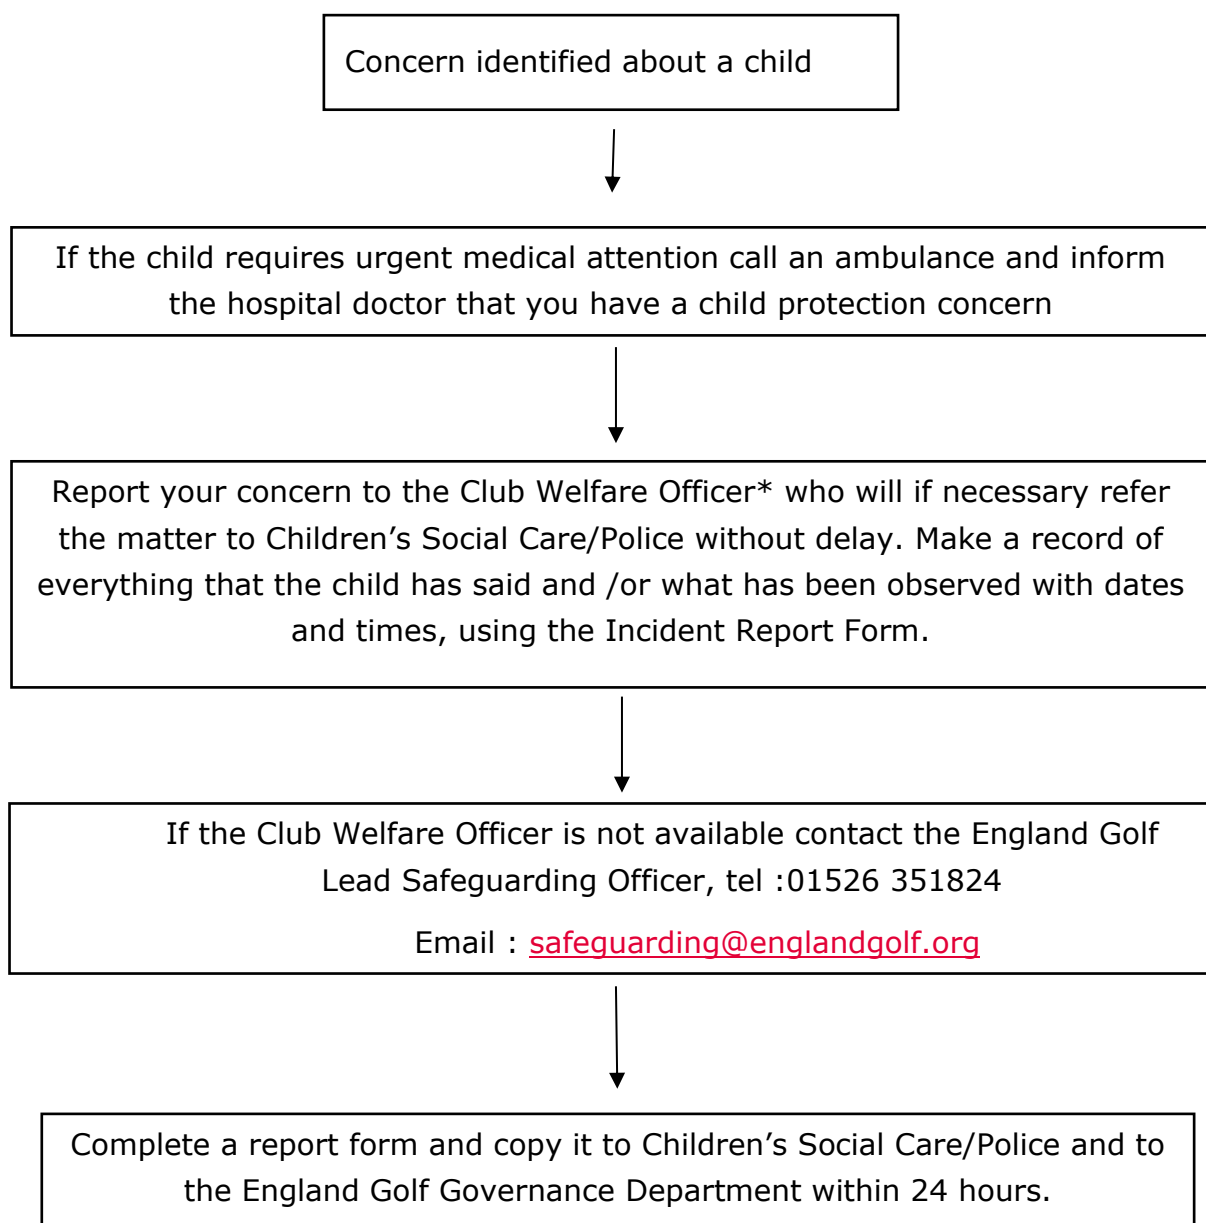 Concern identified about a child
If the child requires urgent medical attention call an ambulance and inform
the hospital doctor that you have a child protection concern
Report your concern to the Club Welfare Officer* who will if necessary refer
the matter to Children’s Social Care/Police without delay. Make a record of
everything that the child has said and /or what has been observed with dates
and times, using the Incident Report Form.
If the Club Welfare Officer is not available contact the England Golf
Lead Safeguarding Officer, tel :01526 351824
Email : safeguarding@englandgolf.org
Complete a report form and copy it to Children’s Social Care/Police and to
the England Golf Governance Department within 24 hours.